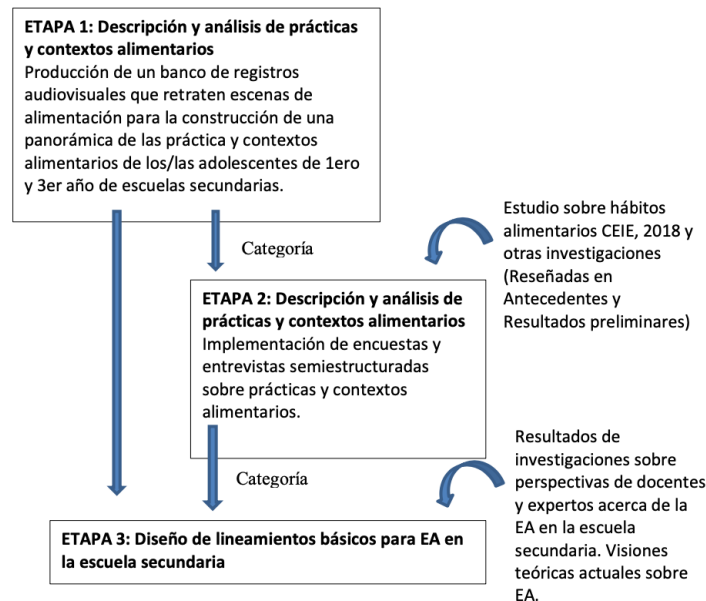 ETAPA 1: Descripción y análisis de prácticas
y contextos alimentarios
Producción de un banco de registros
audiovisuales que retraten escenas de
alimentación para la construcción de una
panorámica de las práctica y contextos
alimentarios de los/las adolescentes de 1ero
y 3er año de escuelas secundarias.
Categoría
Estudio sobre hábitos
alimentarios CEIE, 2018 y
otras investigaciones
(Reseñadas en
Antecedentes y
Resultados preliminares)
ETAPA 2: Descripción y análisis de
prácticas y contextos alimentarios
Implementación de encuestas y
entrevistas semiestructuradas
sobre prácticas y contextos
alimentarios.
Categoría
Resultados de
investigaciones sobre
perspectivas de docentes
y expertos acerca de la
EA en la escuela
secundaria. Visiones
teóricas actuales sobre
EA.
ETAPA 3: Diseño de lineamientos básicos para EA en
la escuela secundaria